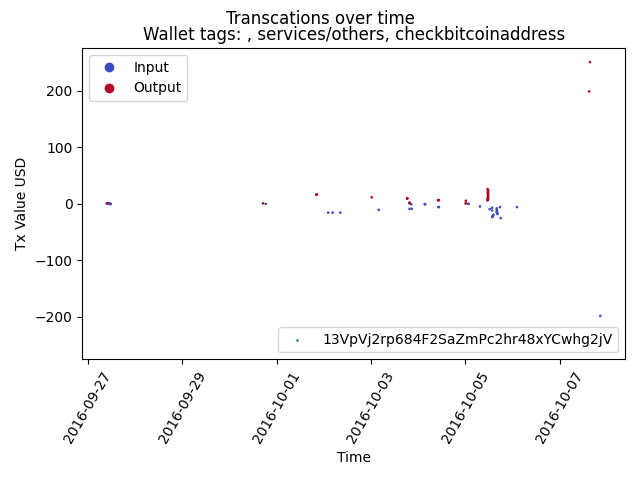 Transcations over time
Wallet tags: , services/others, checkbitcoinaddress
Input
Output
200
100
0
−100
−200
Tx Value USD
13VpVj2rp684F2SaZmPc2hr48xYCwhg2jV
2016-09-27
2016-09-29
2016-10-01
2016-10-03
2016-10-05
2016-10-07
Time